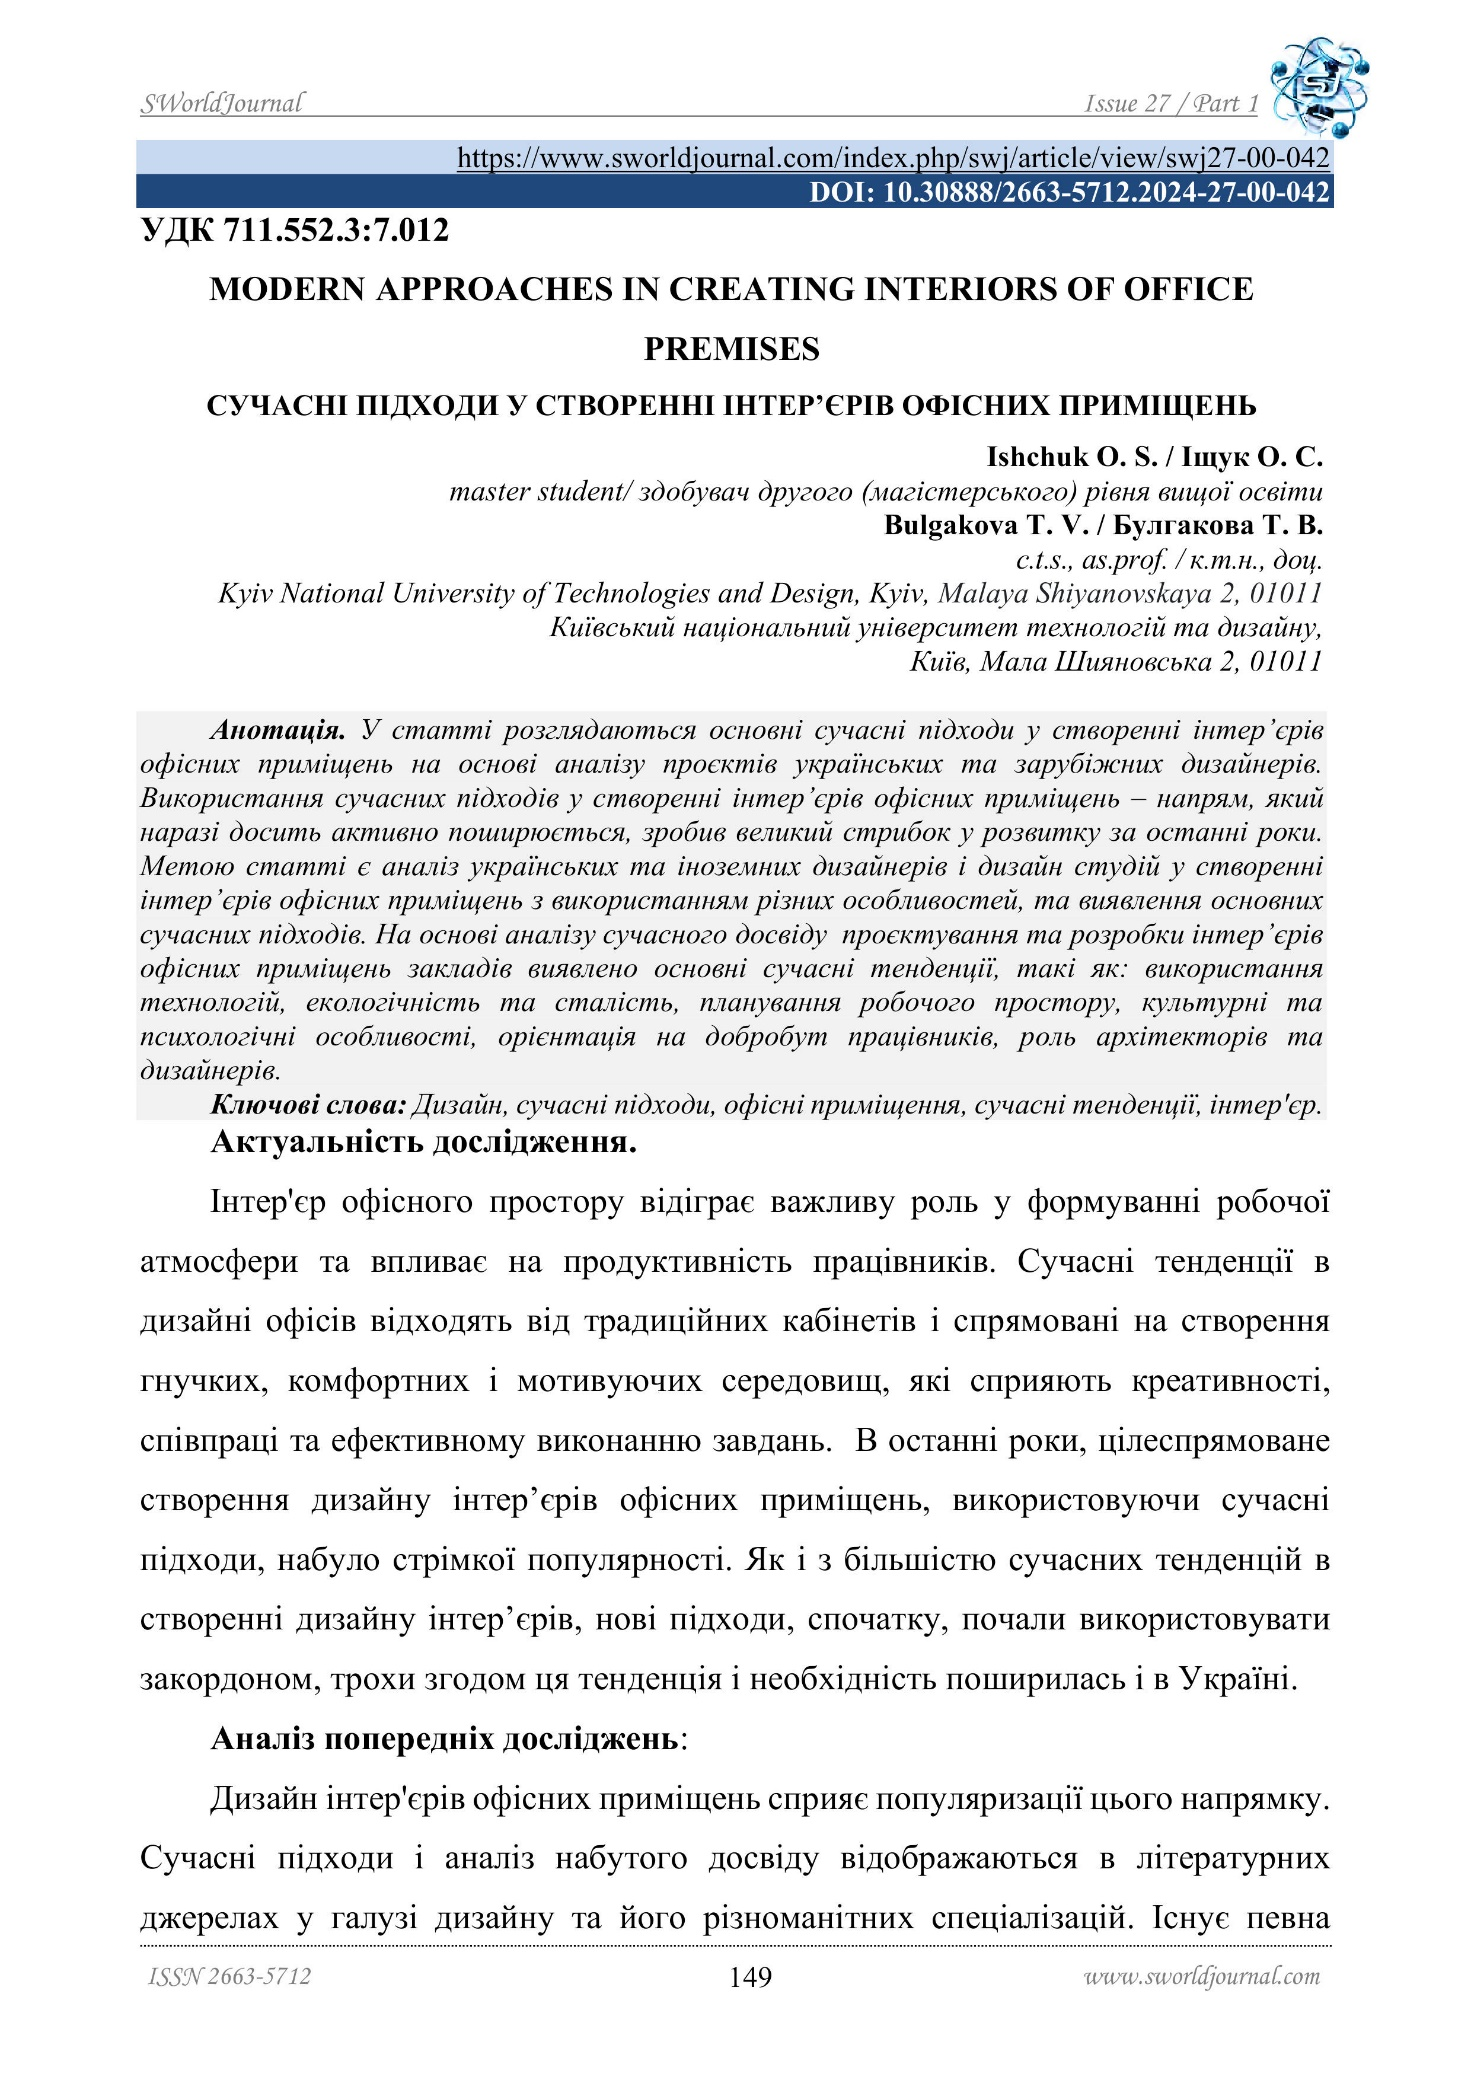 SWorldJournal Issue 27 / Part 1
SJ
https://www.sworldjournal.com/index.php/swj/article/view/swj27-00-042
DOI: 10.30888/2663-5712.2024-27-00-042
УДК 711.552.3:7.012
MODERN APPROACHES IN CREATING INTERIORS OF OFFICE
PREMISES
СУЧАСНІ ПІДХОДИ У СТВОРЕННІ ІНТЕР’ЄРІВ ОФІСНИХ ПРИМІЩЕНЬ
Ishchuk O. S. / Іщук О. С.
master student/ здобувач другого (магістерського) рівня вищої освіти
Bulgakova T. V. / Булгакова Т. В.
c.t.s., as.prof. / к.т.н., доц.
Kyiv National University of Technologies and Design, Kyiv, Malaya Shiyanovskaya 2, 01011
Київський національний університет технологій та дизайну,
Київ, Мала Шияновська 2, 01011
Анотація. У статті розглядаються основні сучасні підходи у створенні інтер’єрів
офісних приміщень на основі аналізу проєктів українських та зарубіжних дизайнерів.
Використання сучасних підходів у створенні інтер’єрів офісних приміщень – напрям, який
наразі досить активно поширюється, зробив великий стрибок у розвитку за останні роки.
Метою статті є аналіз українських та іноземних дизайнерів і дизайн студій у створенні
інтер’єрів офісних приміщень з використанням різних особливостей, та виявлення основних
сучасних підходів. На основі аналізу сучасного досвіду проєктування та розробки інтер’єрів
офісних приміщень закладів виявлено основні сучасні тенденції, такі як: використання
технологій, екологічність та сталість, планування робочого простору, культурні та
психологічні особливості, орієнтація на добробут працівників, роль архітекторів та
дизайнерів.
Ключові слова: Дизайн, сучасні підходи, офісні приміщення, сучасні тенденції, інтер'єр.
Актуальність дослідження.
Інтер'єр офісного простору відіграє важливу роль у формуванні робочої
атмосфери та впливає на продуктивність працівників. Сучасні тенденції в
дизайні офісів відходять від традиційних кабінетів і спрямовані на створення
гнучких, комфортних і мотивуючих середовищ, які сприяють креативності,
співпраці та ефективному виконанню завдань. В останні роки, цілеспрямоване
створення дизайну інтер’єрів офісних приміщень, використовуючи сучасні
підходи, набуло стрімкої популярності. Як і з більшістю сучасних тенденцій в
створенні дизайну інтер’єрів, нові підходи, спочатку, почали використовувати
закордоном, трохи згодом ця тенденція і необхідність поширилась і в Україні.
Аналіз попередніх досліджень:
Дизайн інтер'єрів офісних приміщень сприяє популяризації цього напрямку.
Сучасні підходи і аналіз набутого досвіду відображаються в літературних
джерелах у галузі дизайну та його різноманітних спеціалізацій. Існує певна
ISSN 2663-5712 149 www.sworldjournal.com